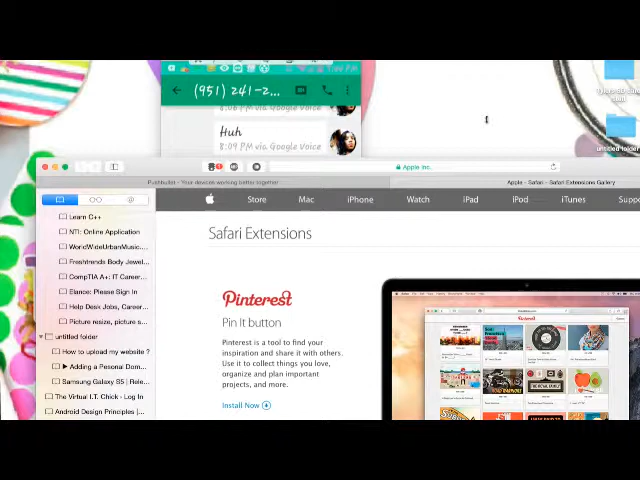 (951) 241-2...
8:06 PM via Google Voice
Huh
8:09 PM via Google Voice
untitled folder
Apple Inc.
Pushbullet - Your devices working better together
Apple - Safari - Safari Extensions Gallery
Store Mac iPhone Watch iPad iPod iTunes Suppo
Safari Extensions
Learn C++
NTI: Online Application
WorldWideUrbanMusic....
Freshtrends Body Jewel...
CompTIA A+: IT Career...
Elance: Please Sign In
Help Desk Jobs, Career...
Picture resize, picture s...
untitled folder
How to upload my website ?
▶ Adding a Personal Dom...
Samsung Galaxy S5 | Rele...
The Virtual I.T. Chick › Log In
Android Design Principles |...
Pinterest
Pin It button
Pinterest is a tool to find your
inspiration and share it with others.
Use it to collect things you love,
organize and plan important
projects, and more.
Install Now
Pinterest